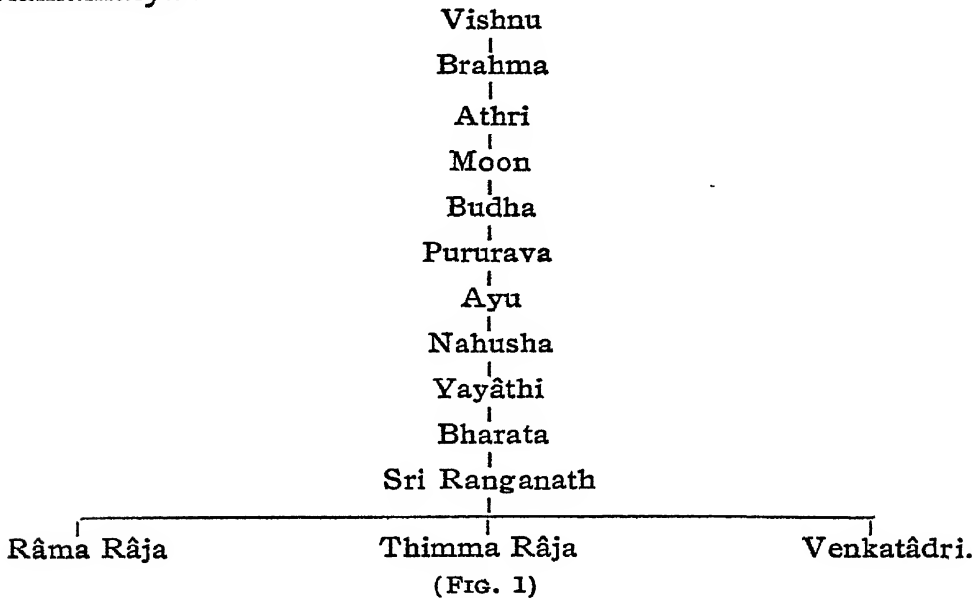 Vishnu
Brahma
Athri
Moon
Budha
Pururava
Ayu
Nahusha
Yayâthi
Bharata
Sri Ranganath
Râma Râja Thimma Râja Venkatâdri.
(FIG. 1)